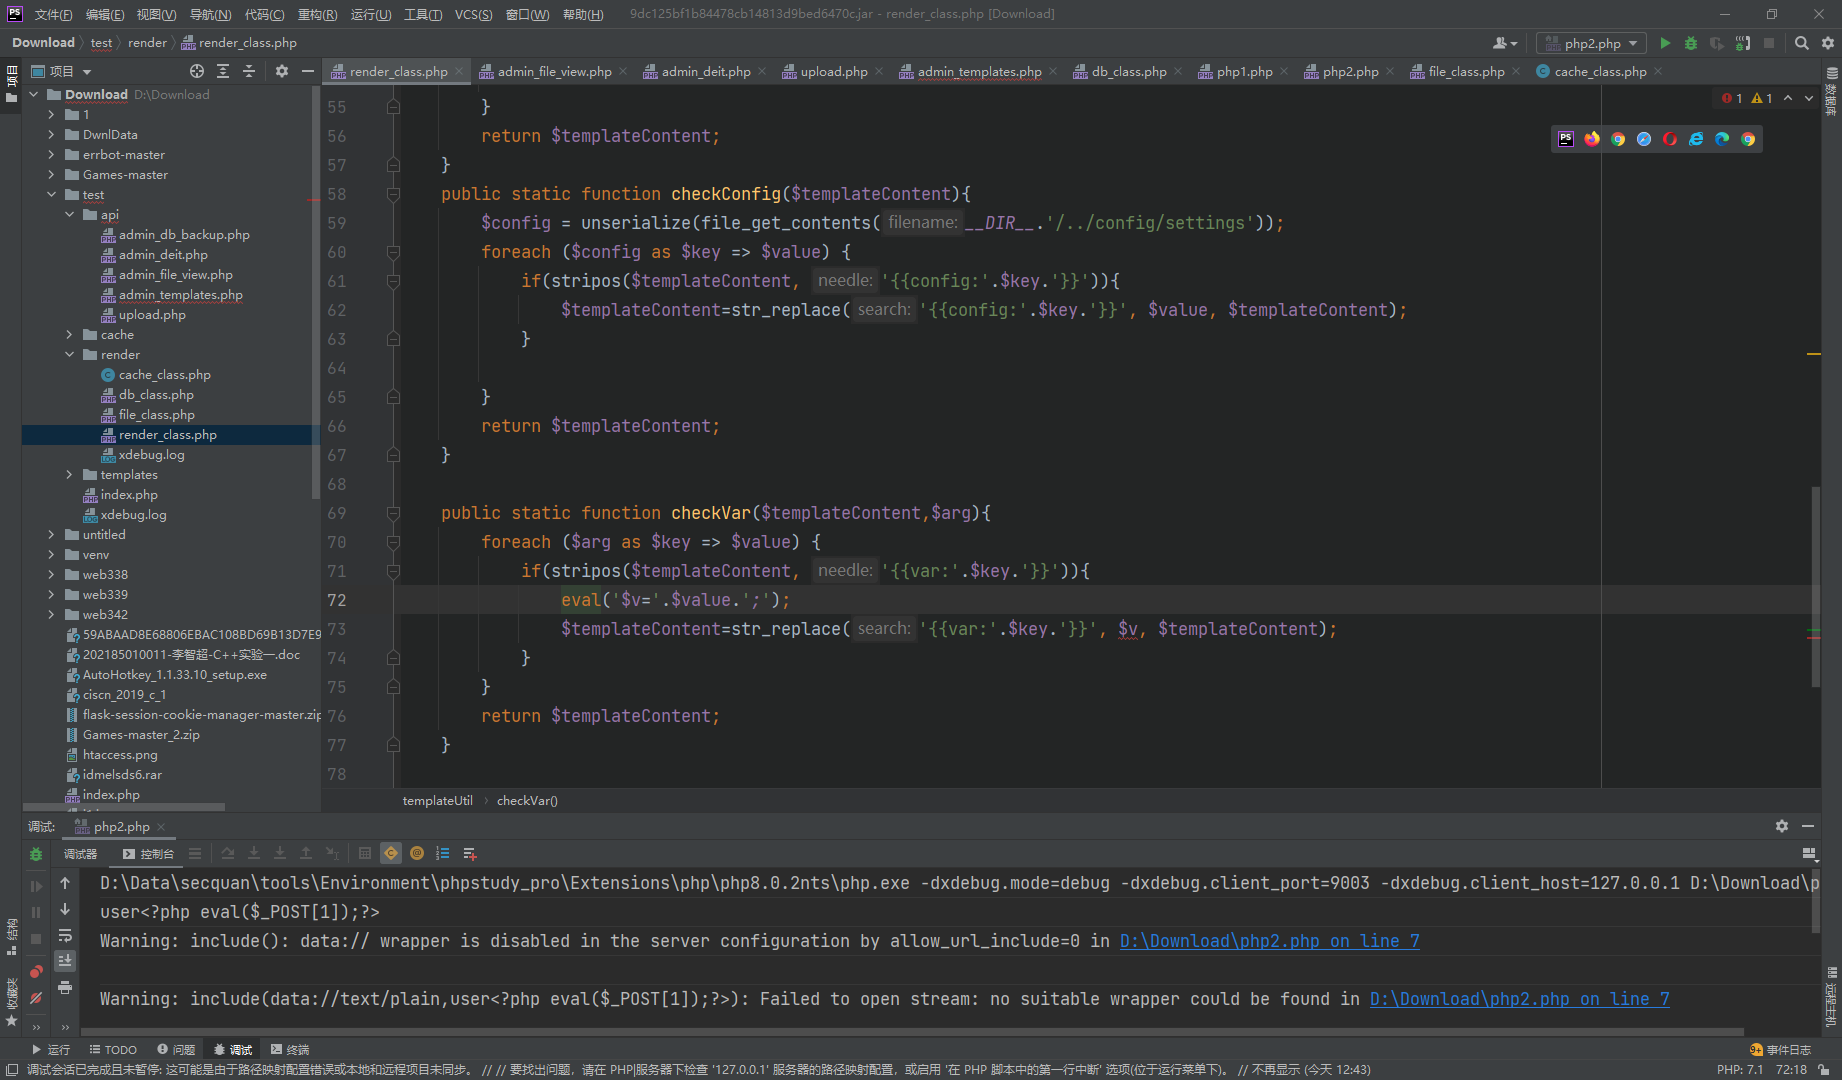 PS 文件(F) 编辑(E) 视图(V) 导航(N) 代码(C) 重构(R) 运行(U) 工具(T) VCS(S) 窗口(W) 帮助(H) 9dc125bf1b84478cb14813d9bed6470c.jar - render_class.php [Download]
Download test render render_class.php php2.php
项目
render_class.php admin_file_view.php admin_deit.php upload.php admin_templates.php db_class.php php1.php php2.php file_class.php cache_class.php
项目
Download D:\Download
1
DwnlData
errbot-master
Games-master
test
api
admin_db_backup.php
admin_deit.php
admin_file_view.php
admin_templates.php
upload.php
cache
render
cache_class.php
db_class.php
file_class.php
render_class.php
xdebug.log
templates
index.php
xdebug.log
untitled
venv
web338
web339
web342
59ABAAD8E68806EBAC108BD69B13D7E9
202185010011-李智超-C++实验一.doc
AutoHotkey_1.1.33.10_setup.exe
ciscn_2019_c_1
flask-session-cookie-manager-master.zip
Games-master_2.zip
htaccess.png
idmelsds6.rar
index.php
1 1
数据库
55 }
56 return $templateContent;
57 }
58 public static function checkConfig($templateContent){
59 $config = unserialize(file_get_contents( filename: __DIR__.'/../config/settings'));
60 foreach ($config as $key => $value) {
61 if(stripos($templateContent, needle: '{{config:'.$key.'}}')){
62 $templateContent=str_replace( search: '{{config:'.$key.'}}', $value, $templateContent);
63 }
64
65 }
66 return $templateContent;
67 }
68
69 public static function checkVar($templateContent,$arg){
70 foreach ($arg as $key => $value) {
71 if(stripos($templateContent, needle: '{{var:'.$key.'}}')){
72 eval('$v='.$value.';');
73 $templateContent=str_replace( search: '{{var:'.$key.'}}', $v, $templateContent);
74 }
75 }
76 return $templateContent;
77 }
78
templateUtil checkVar()
调试: php2.php
调试器 控制台
D:\Data\secquan\tools\Environment\phpstudy_pro\Extensions\php\php8.0.2nts\php.exe -dxdebug.mode=debug -dxdebug.client_port=9003 -dxdebug.client_host=127.0.0.1 D:\Download\p
user<?php eval($_POST[1]);?>
Warning: include(): data:// wrapper is disabled in the server configuration by allow_url_include=0 in D:\Download\php2.php on line 7
Warning: include(data://text/plain,user<?php eval($_POST[1]);?>): Failed to open stream: no suitable wrapper could be found in D:\Download\php2.php on line 7
结构
收藏夹
远程主机
运行 TODO 问题 调试 终端 9+ 事件日志
调试会话已完成且未暂停: 这可能是由于路径映射配置错误或本地和远程项目未同步。 // // 要找出问题, 请在 PHP|服务器下检查 '127.0.0.1' 服务器的路径映射配置, 或启用 '在 PHP 脚本中的第一行中断' 选项(位于运行菜单下)。 // 不再显示 (今天 12:43) PHP: 7.1 72:18